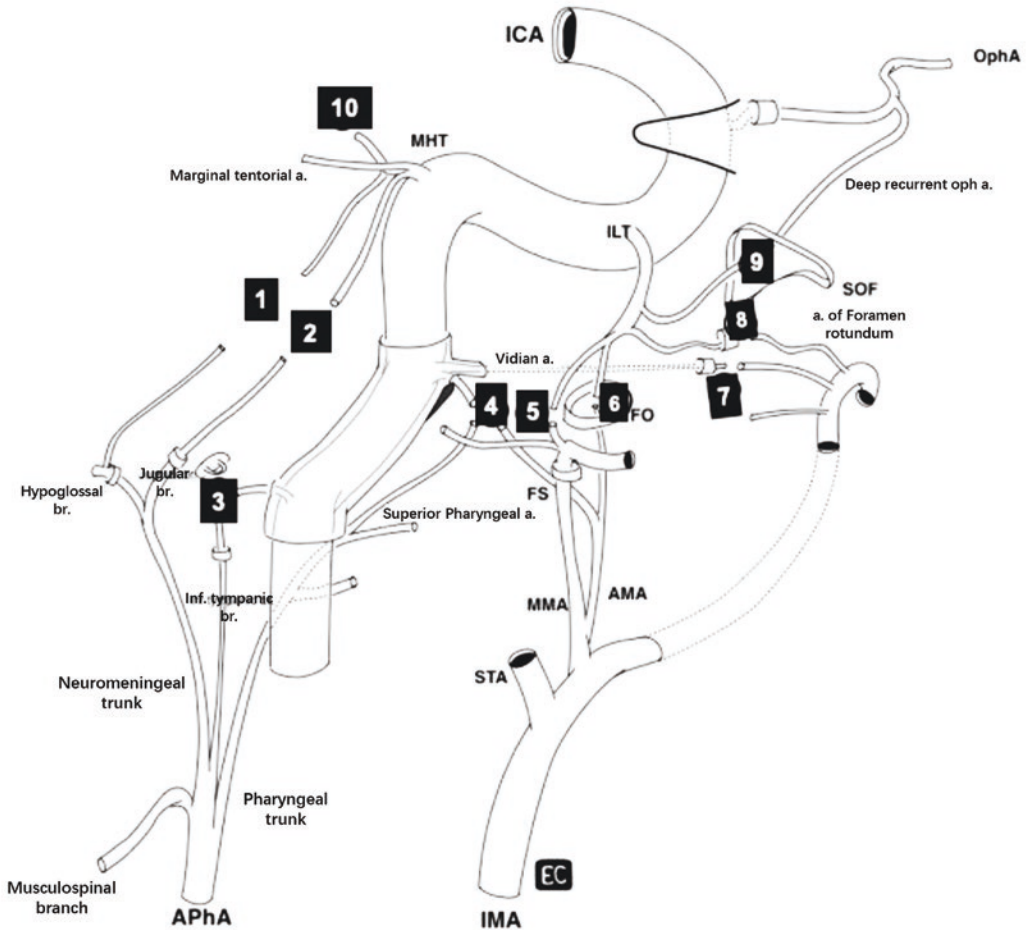 ICA
OphA
10
MHT
Marginal tentorial a.
Deep recurrent oph a.
ILT
9
SOF
1
8
a. of Foramen
rotundum
2
Vidian a.
7
4
5
6
FO
Hypoglossal
br.
Jugular
br.
3
FS
Superior Pharyngeal a.
Inf. tympanic
br.
MMA
AMA
STA
Neuromeningeal
trunk
Pharyngeal
trunk
EC
Musculospinal
branch
APhA
IMA